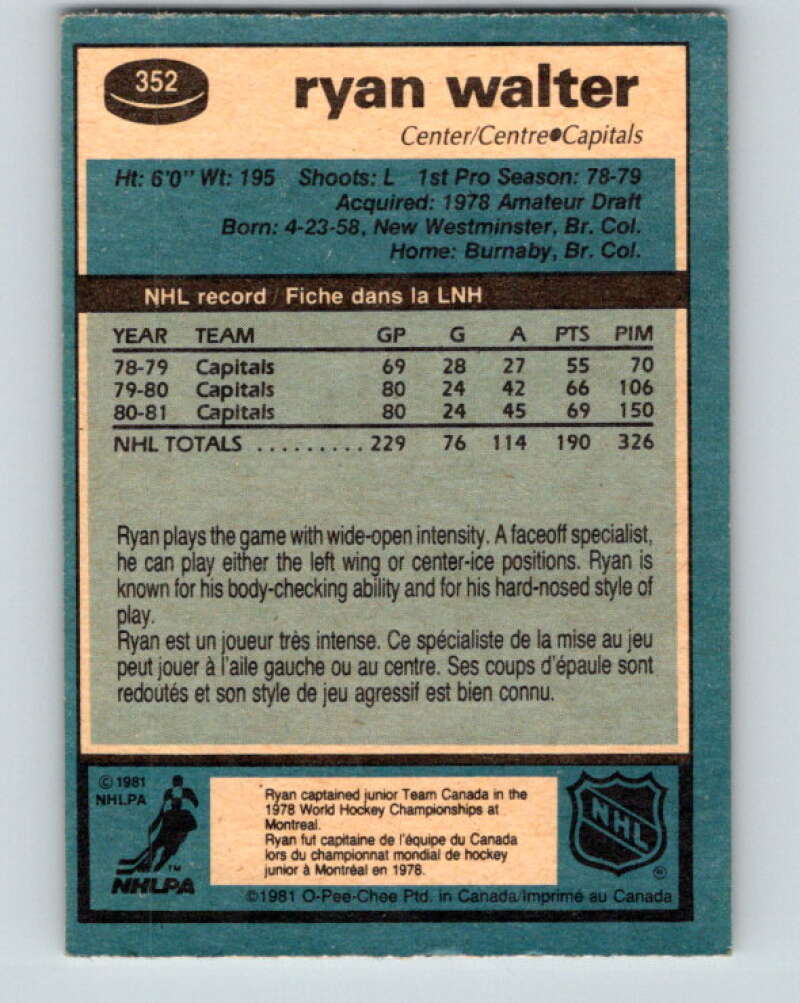 352
ryan walter
Center/Centre●Capitals
Ht: 6'0" Wt: 195 Shoots: L 1st Pro Season: 78-79
Acquired: 1978 Amateur Draft
Born: 4-23-58, New Westminster, Br. Col.
Home: Burnaby, Br. Col.
NHL record / Fiche dans la LNH
YEAR TEAM GP G A PTS PIM
78-79 Capitals 69 28 27 55 70
79-80 Capitals 80 24 42 66 106
80-81 Capitals 80 24 45 69 150
NHL TOTALS .......... 229 76 114 190 326
Ryan plays the game with wide-open intensity. A faceoff specialist,
he can play either the left wing or center-ice positions. Ryan is
known for his body-checking ability and for his hard-nosed style of
play.
Ryan est un joueur très intense. Ce spécialiste de la mise au jeu
peut jouer à l'aile gauche ou au centre. Ses coups d'épaule sont
redoutés et son style de jeu agressif est bien connu.
© 1981
NHLPA
TM
NHLPA
Ryan captained junior Team Canada in the
1978 World Hockey Championships at
Montreal.
Ryan fut capitaine de l'équipe du Canada
lors du championnat mondial de hockey
junior à Montréal en 1978.
NHL
®
©1981 O-Pee-Chee Ptd. in Canada/Imprimé au Canada